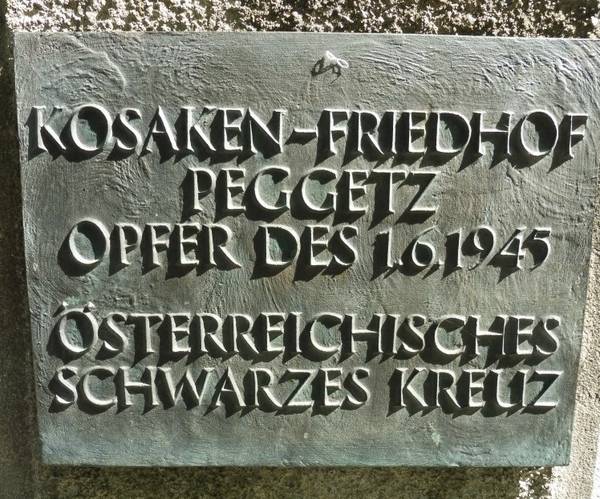 KOSAKEN-FRIEDHOF
PEGGETZ
OPFER DES 1.6.1945
ÖSTERREICHISCHES
SCHWARZES KREUZ